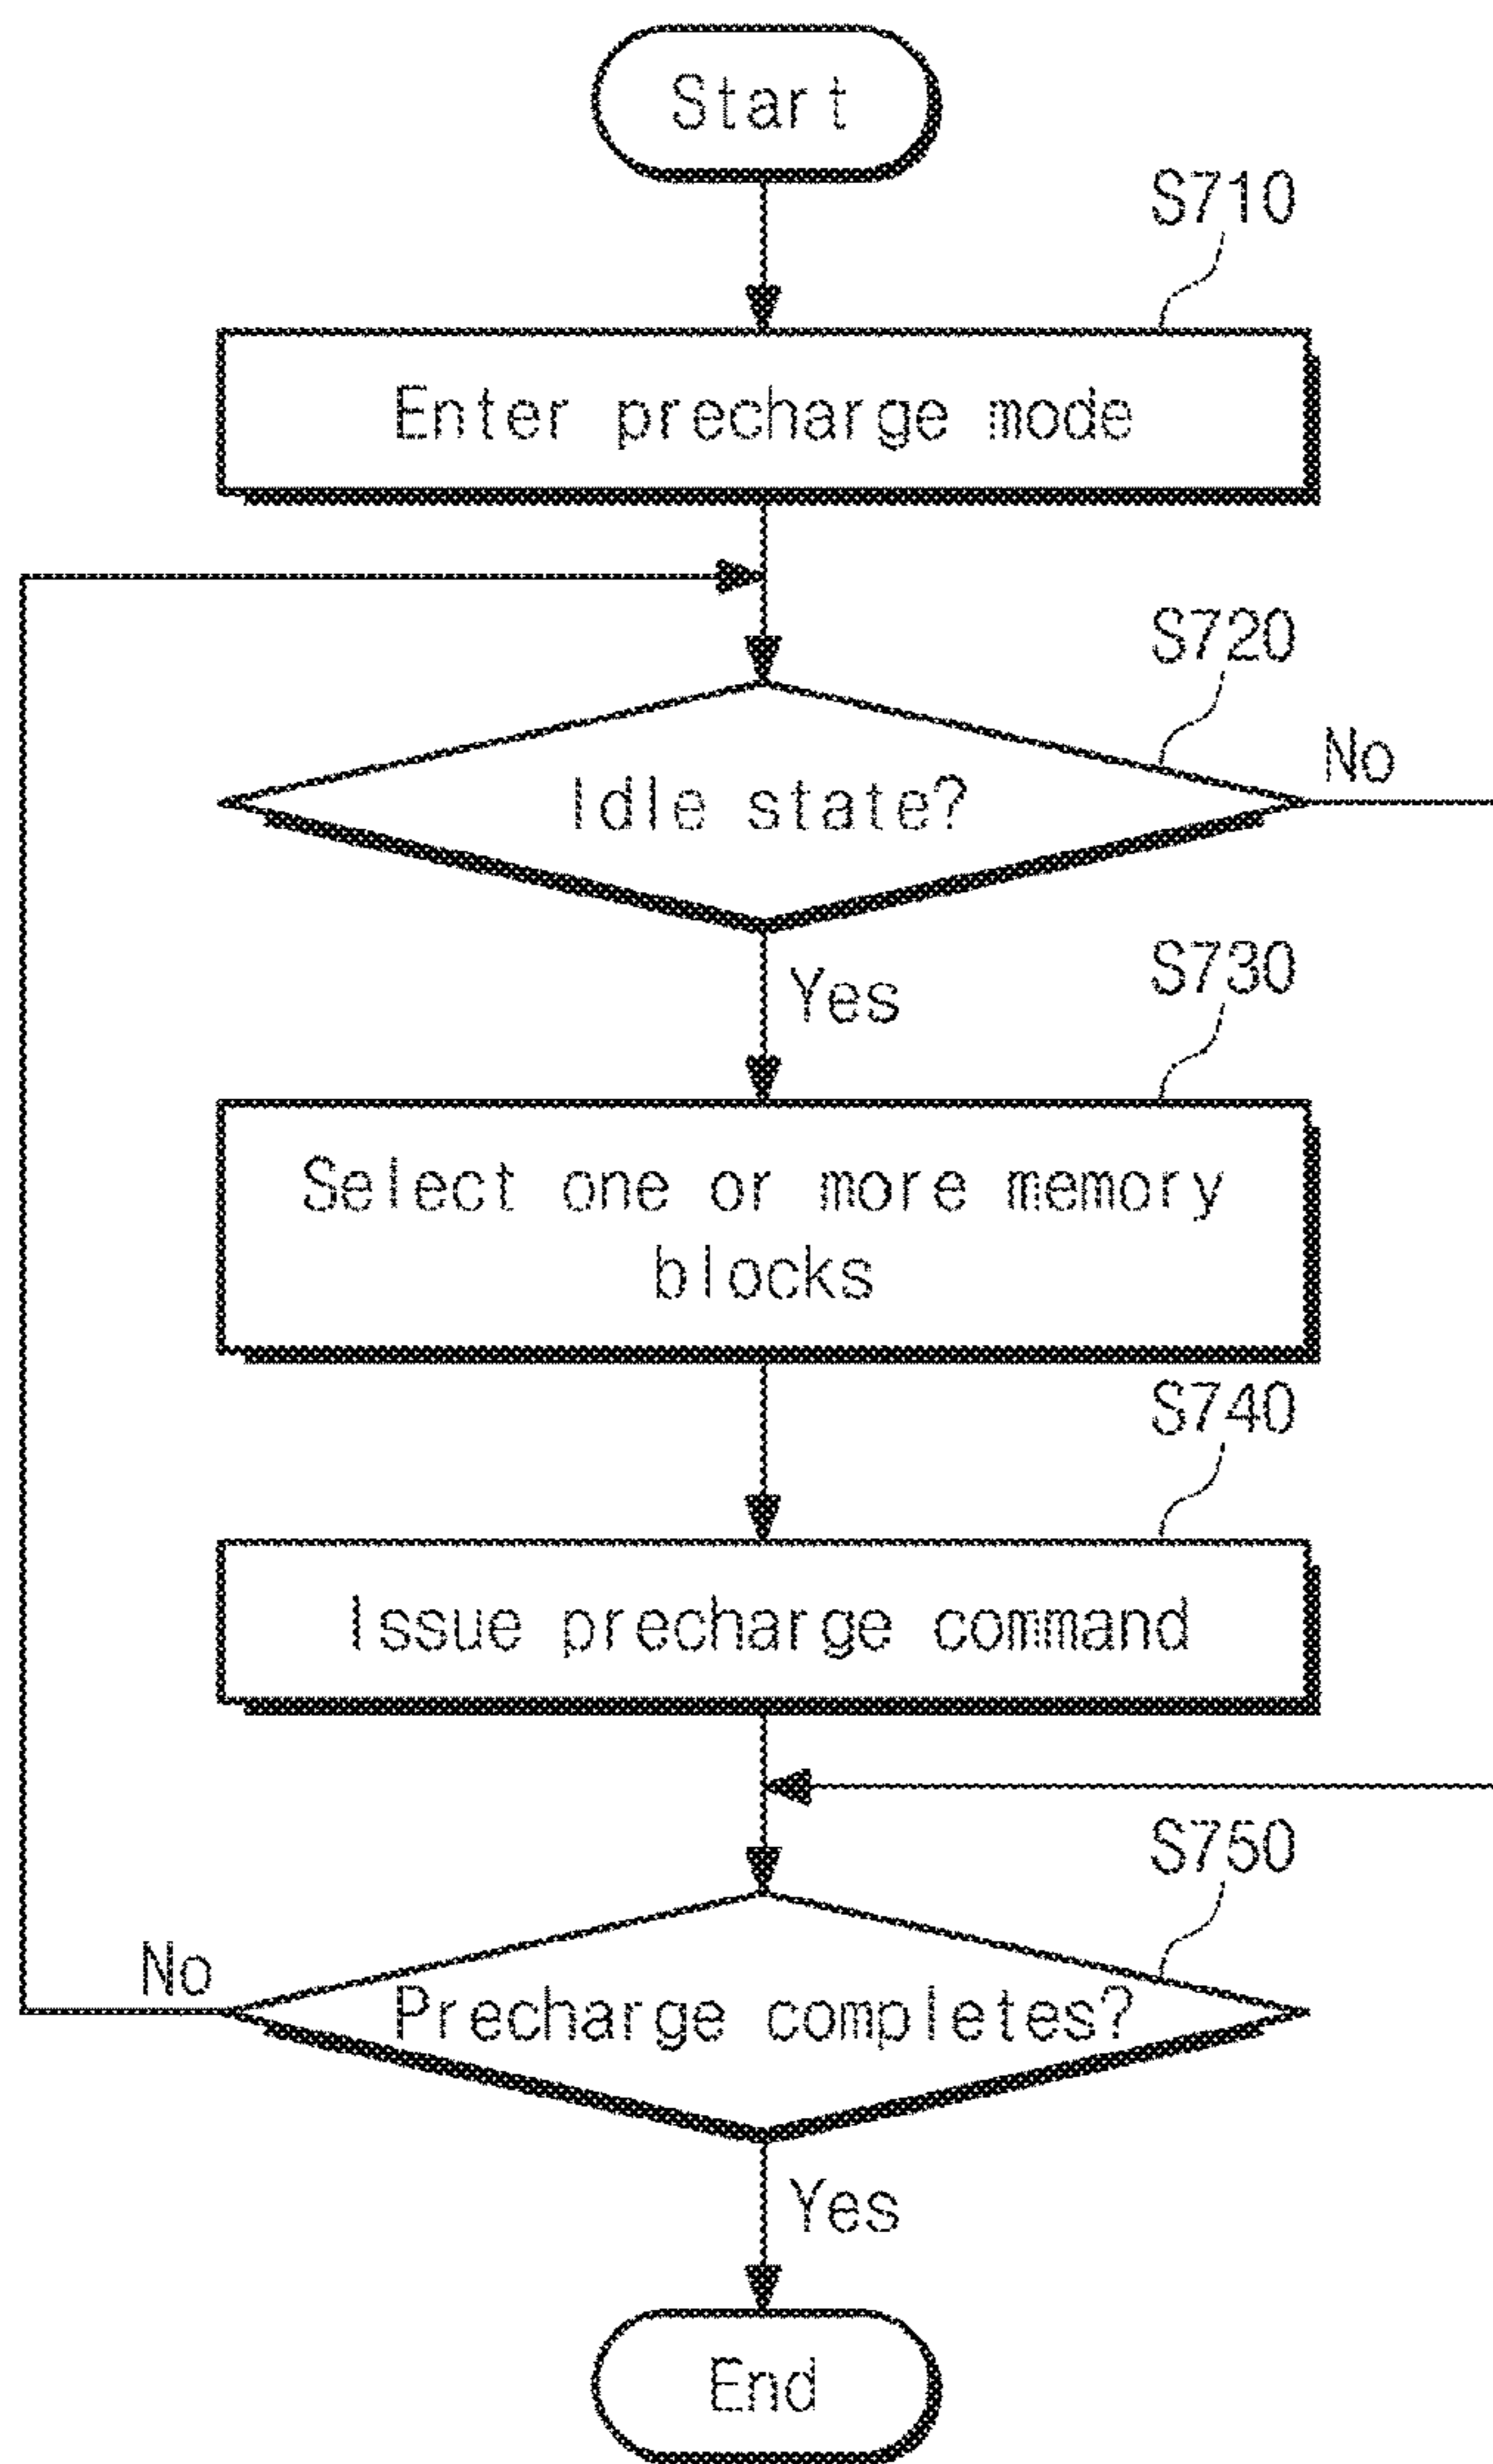 Start
S710
Enter precharge mode
S720
Idle state?
No
Yes
S730
Select one or more memory
blocks
S740
Issue precharge command
S750
No
Precharge completes?
Yes
End